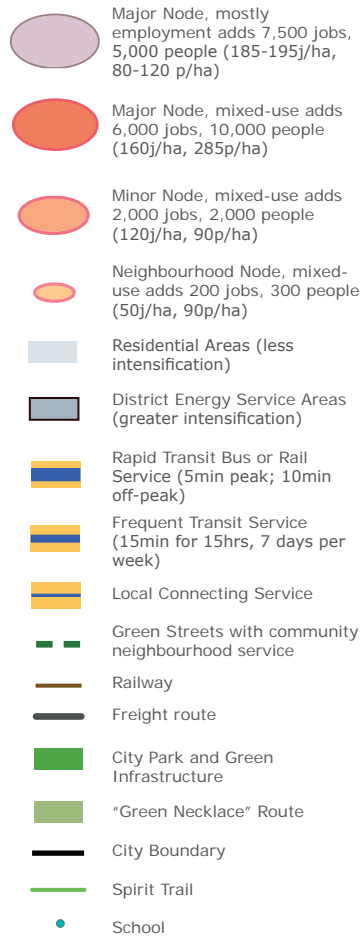 Major Node, mostly
employment adds 7,500 jobs,
5,000 people (185-195j/ha,
80-120 p/ha)
Major Node, mixed-use adds
6,000 jobs, 10,000 people
(160j/ha, 285p/ha)
Minor Node, mixed-use adds
2,000 jobs, 2,000 people
(120j/ha, 90p/ha)
Neighbourhood Node, mixed-
use adds 200 jobs, 300 people
(50j/ha, 90p/ha)
Residential Areas (less
intensification)
District Energy Service Areas
(greater intensification)
Rapid Transit Bus or Rail
Service (5min peak; 10min
off-peak)
Frequent Transit Service
(15min for 15hrs, 7 days per
week)
Local Connecting Service
Green Streets with community
neighbourhood service
Railway
Freight route
City Park and Green
Infrastructure
“Green Necklace” Route
City Boundary
Spirit Trail
School